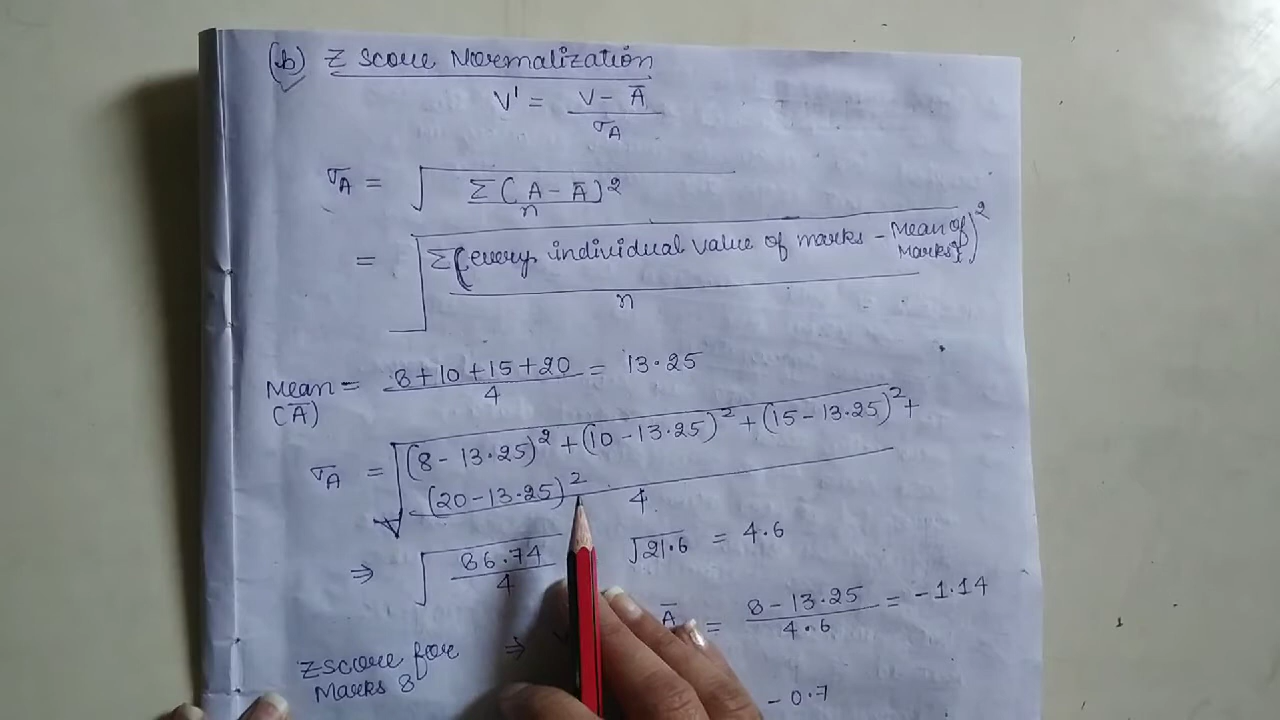 (b) Z score Normalization
V' = V - Ā / σA
σA = √ Σ(A - Ā)² / n
= √ Σ(every individual value of marks - Mean of Marks)² / n
Mean (Ā) = 8+10+15+20 / 4 = 13.25
σA = √ (8 - 13.25)² + (10 - 13.25)² + (15 - 13.25)² +
(20 - 13.25)² / 4
⇒ √ 86.74 / 4 √21.6 = 4.6
Zscore for Marks 8 ⇒ Ā = 8 - 13.25 / 4.6 = -1.14
- 0.7